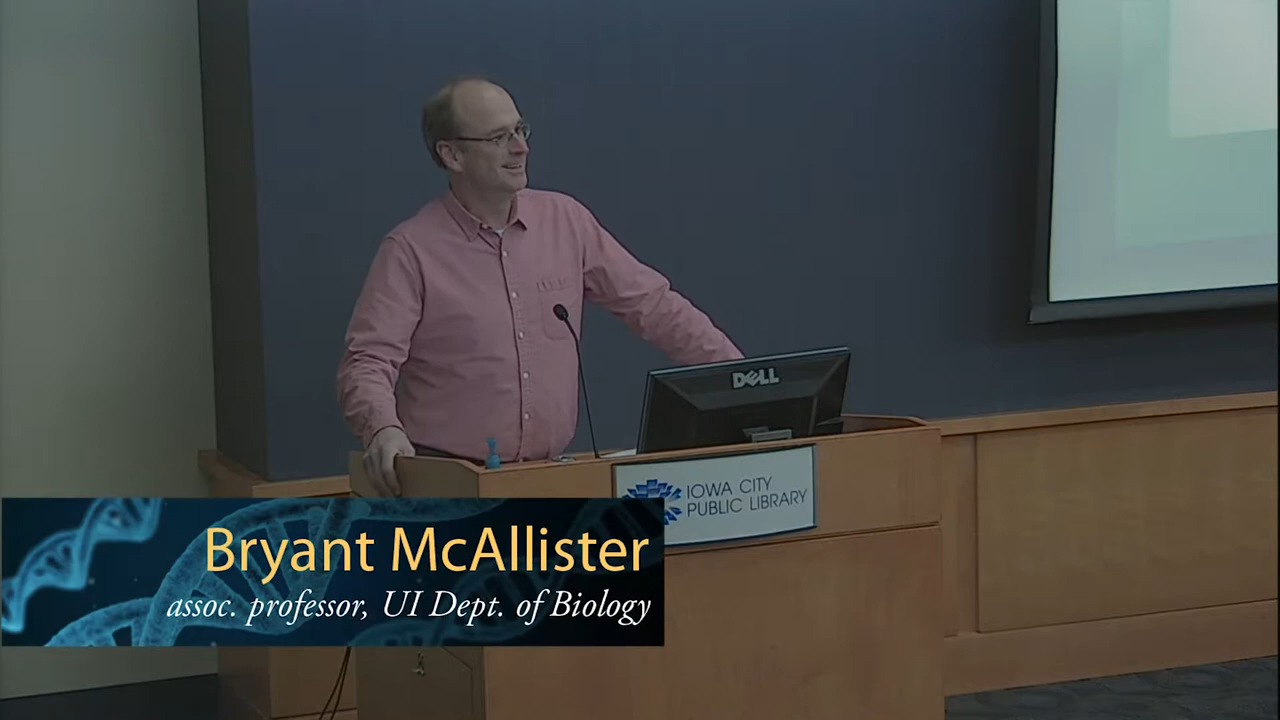 DELL
IOWA CITY
PUBLIC LIBRARY
Bryant McAllister
assoc. professor, UI Dept. of Biology